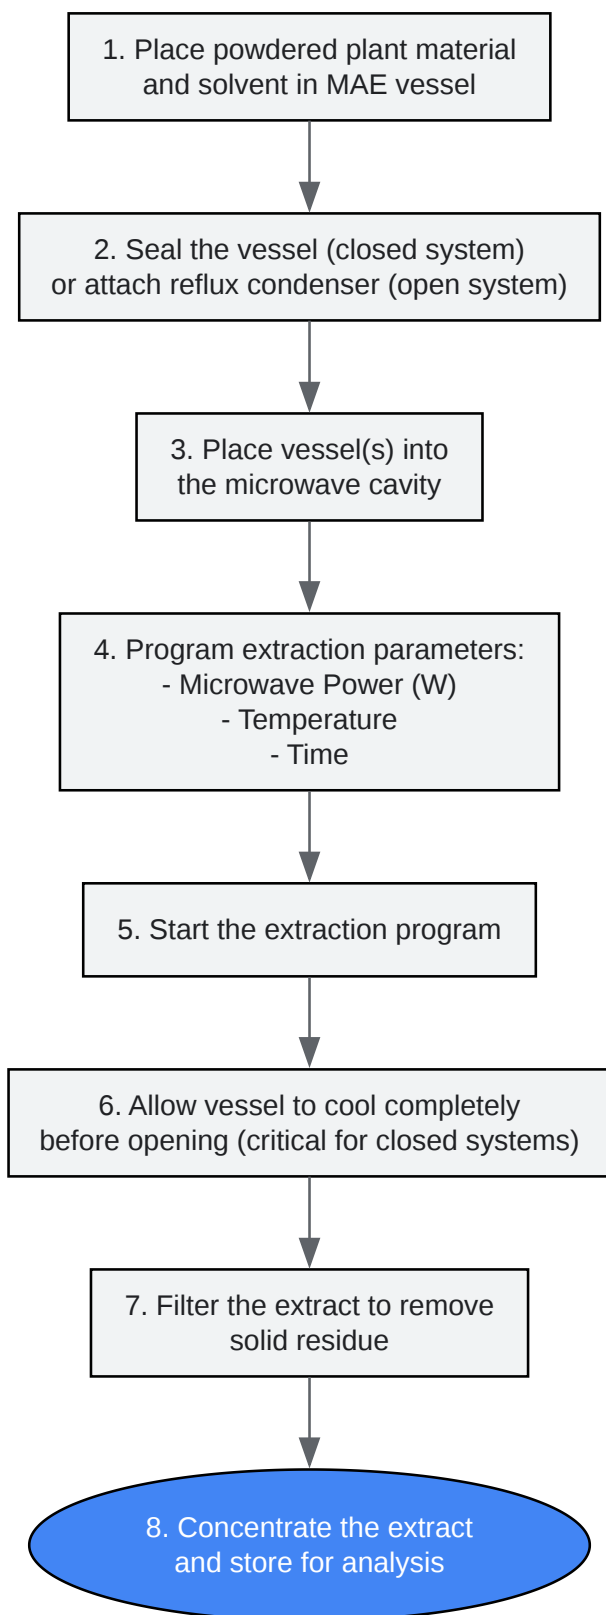 1. Place powdered plant material
and solvent in MAE vessel
2. Seal the vessel (closed system)
or attach reflux condenser (open system)
3. Place vessel(s) into
the microwave cavity
4. Program extraction parameters:
- Microwave Power (W)
- Temperature
- Time
5. Start the extraction program
6. Allow vessel to cool completely
before opening (critical for closed systems)
7. Filter the extract to remove
solid residue
8. Concentrate the extract
and store for analysis